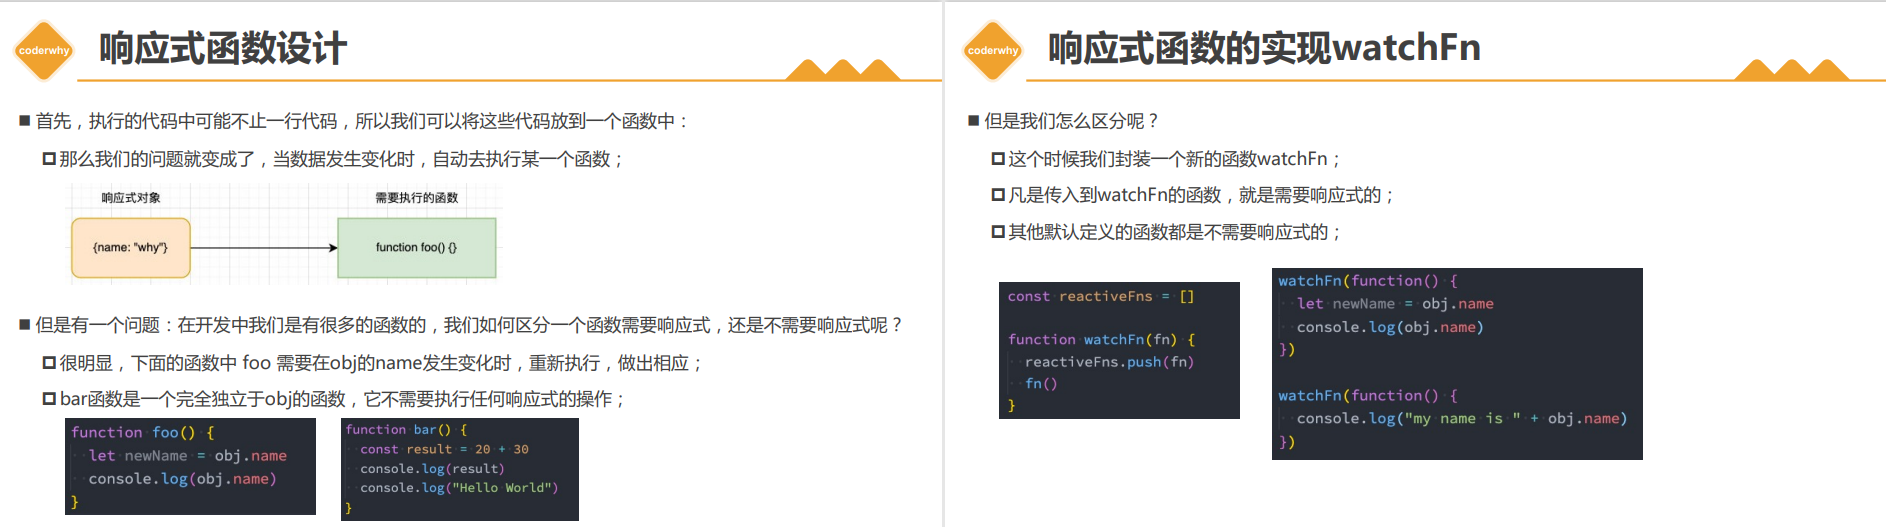 coderwhy
响应式函数设计
首先，执行的代码中可能不止一行代码，所以我们可以将这些代码放到一个函数中：
那么我们的问题就变成了，当数据发生变化时，自动去执行某一个函数；
响应式对象
需要执行的函数
{name: "why"}
function foo() {}
但是有一个问题：在开发中我们是有很多的函数的，我们如何区分一个函数需要响应式，还是不需要响应式呢？
很明显，下面的函数中 foo 需要在obj的name发生变化时，重新执行，做出相应；
bar函数是一个完全独立于obj的函数，它不需要执行任何响应式的操作；
function foo() {
let newName = obj.name
console.log(obj.name)
}
function bar() {
const result = 20 + 30
console.log(result)
console.log("Hello World")
}
coderwhy
响应式函数的实现watchFn
但是我们怎么区分呢？
这个时候我们封装一个新的函数watchFn；
凡是传入到watchFn的函数，就是需要响应式的；
其他默认定义的函数都是不需要响应式的；
const reactiveFns = []
function watchFn(fn) {
reactiveFns.push(fn)
fn()
}
watchFn(function() {
let newName = obj.name
console.log(obj.name)
})
watchFn(function() {
console.log("my name is " + obj.name)
})